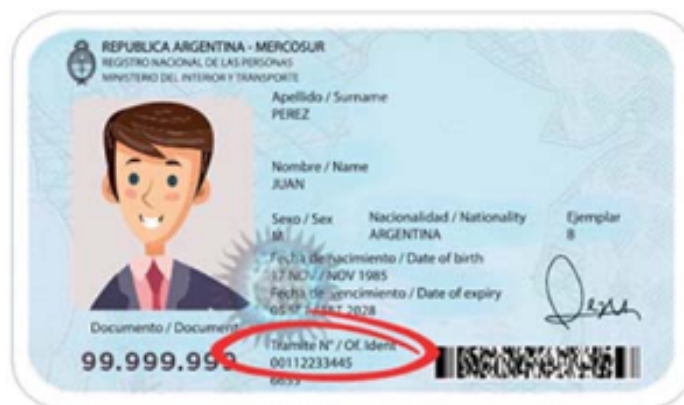 REPUBLICA ARGENTINA - MERCOSUR
REGISTRO NACIONAL DE LAS PERSONAS
MINISTERIO DEL INTERIOR Y TRANSPORTE
Apellido / Surname
PEREZ
Nombre / Name
JUAN
Sexo / Sex Nacionalidad / Nationality Ejemplar
M ARGENTINA B
Fecha de nacimiento / Date of birth
17 NOV / NOV 1985
Fecha de vencimiento / Date of expiry
2028
Documento / Document
99.999.999
Tramite N° / Of. Ident
00112233445
6655